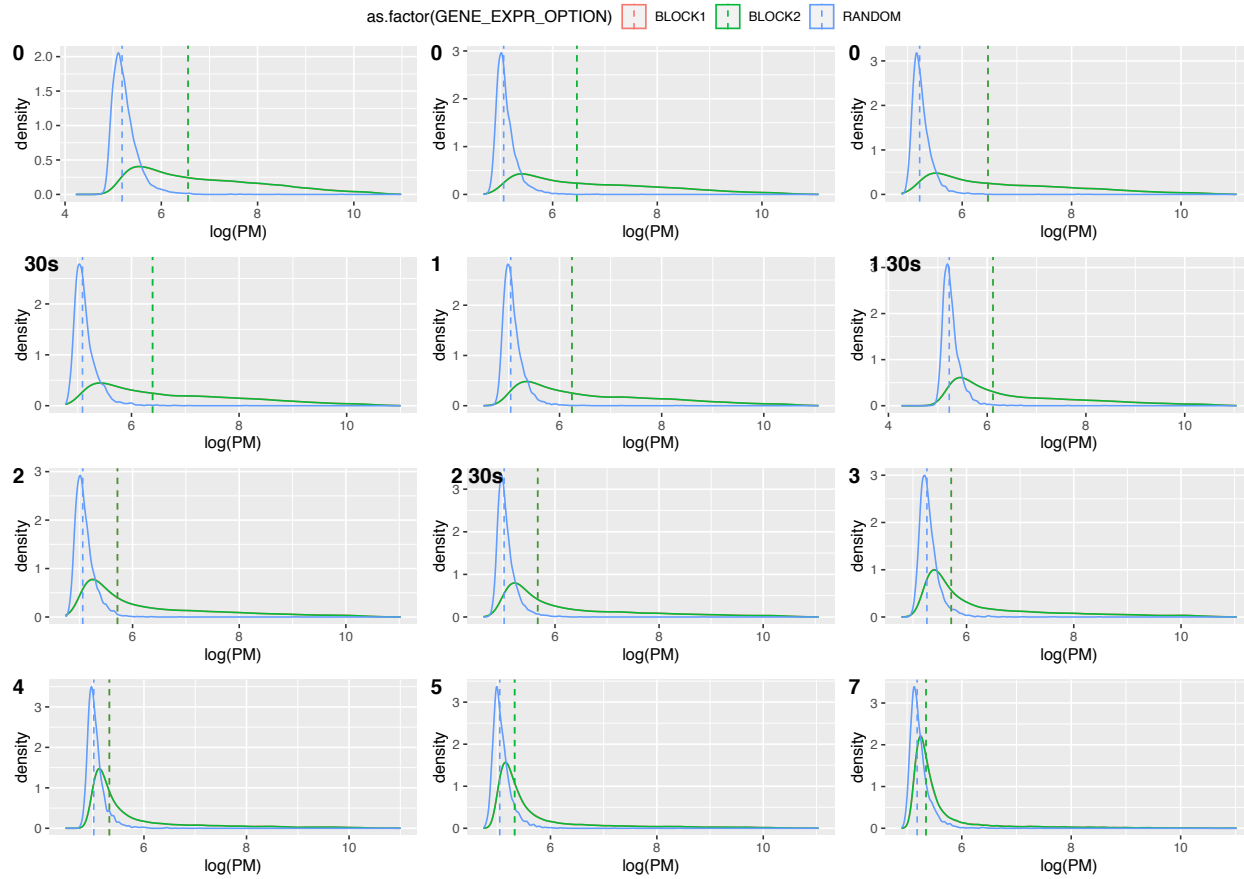 as.factor(GENE_EXPR_OPTION) BLOCK1 BLOCK2 RANDOM
0
density
2.0
1.5
1.0
0.5
0.0
4 6 8 10
log(PM)
0
density
3
2
1
0
6 8 10
log(PM)
0
density
3
2
1
0
6 8 10
log(PM)
30s
density
2
1
0
6 8 10
log(PM)
1
density
2
1
0
6 8 10
log(PM)
1 30s
density
3
2
1
0
4 6 8 10
log(PM)
2
density
3
2
1
0
6 8 10
log(PM)
2 30s
density
3
2
1
0
6 8 10
log(PM)
3
density
3
2
1
0
6 8 10
log(PM)
4
density
3
2
1
0
6 8 10
log(PM)
5
density
3
2
1
0
6 8 10
log(PM)
7
density
3
2
1
0
6 8 10
log(PM)